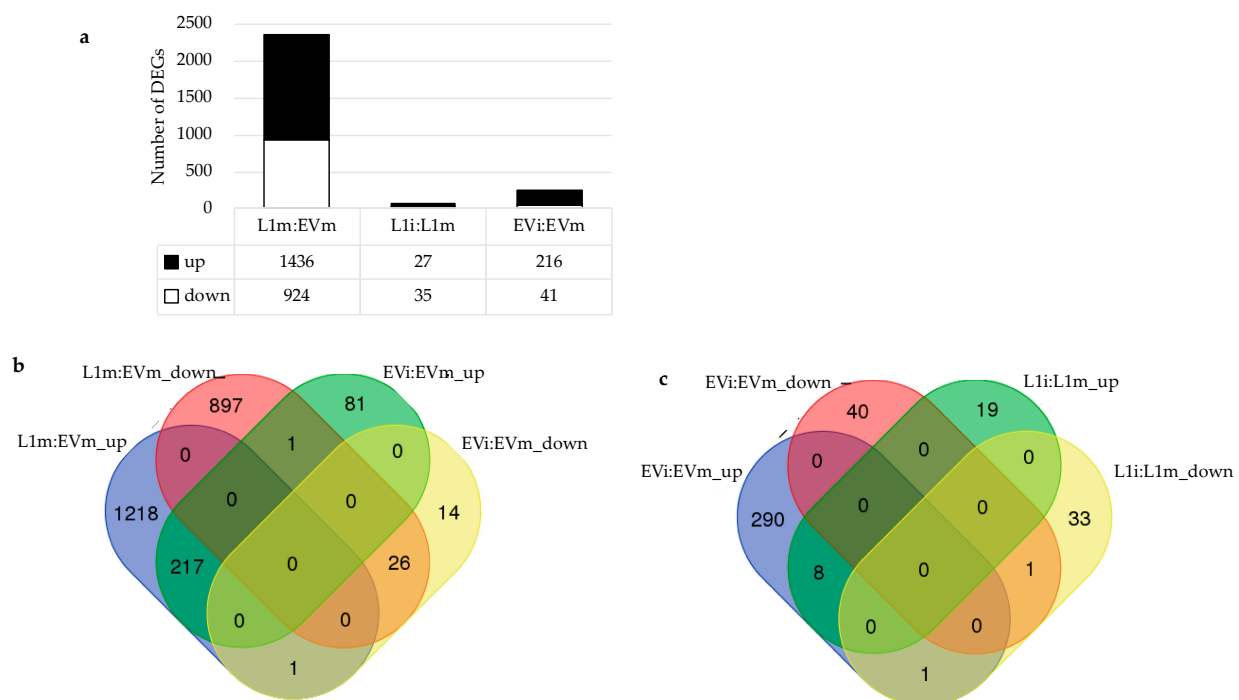 a
Number of DEGs
2500
2000
1500
1000
500
0
L1m:EVm L1i:L1m EVi:EVm
up 1436 27 216
down 924 35 41
b
L1m:EVm_down
EVi:EVm_up
L1m:EVm_up
EVi:EVm_down
897
81
0
1
0
1218
0
0
14
217
0
26
0
0
1
c
EVi:EVm_down
L1i:L1m_up
EVi:EVm_up
L1i:L1m_down
40
19
0
0
0
290
0
0
33
8
0
1
0
0
1